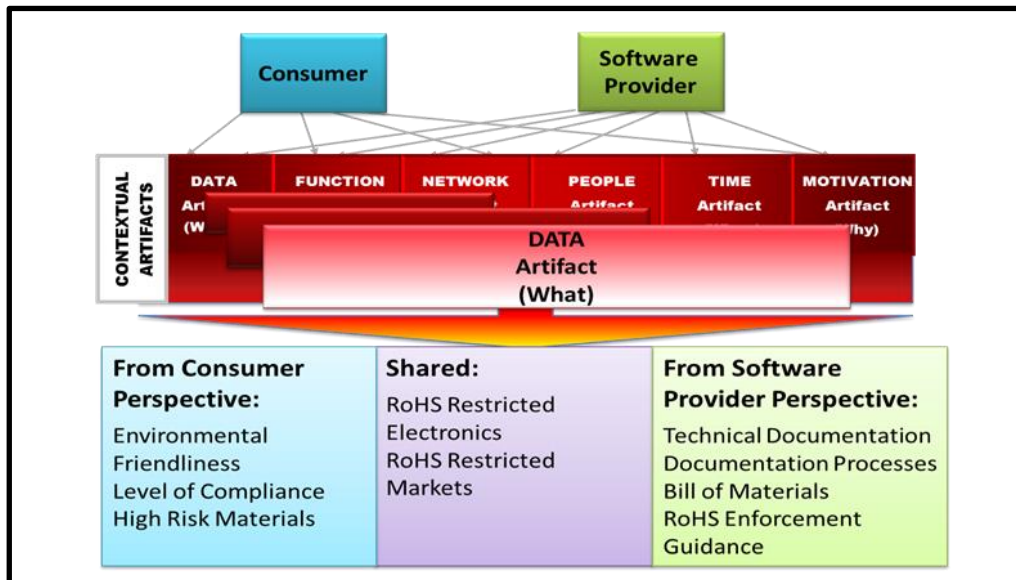 Consumer
Software
Provider
CONTEXTUAL
ARTIFACTS
DATA
FUNCTION
NETWORK
PEOPLE
Artifact
TIME
Artifact
MOTIVATION
Artifact
Why)
DATA
Artifact
(What)
From Consumer
Perspective:
Environmental
Friendliness
Level of Compliance
High Risk Materials
Shared:
RoHS Restricted
Electronics
RoHS Restricted
Markets
From Software
Provider Perspective:
Technical Documentation
Documentation Processes
Bill of Materials
RoHS Enforcement
Guidance